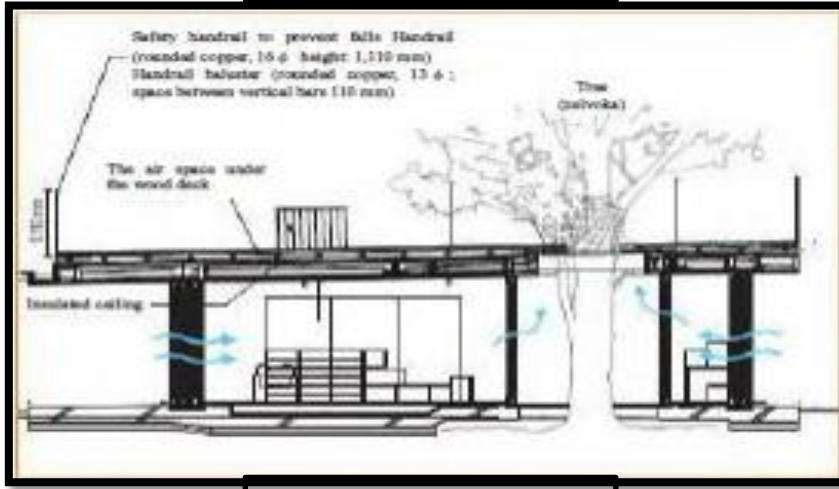 Safety handrail to prevent falls Handrail
(rounded copper, 16 ϕ height 1,110 mm)
Handrail baluster (rounded copper, 13 ϕ ;
space between vertical bars 110 mm)
Tree
(zelvoka)
The air space under
the wood deck
Insulated ceiling